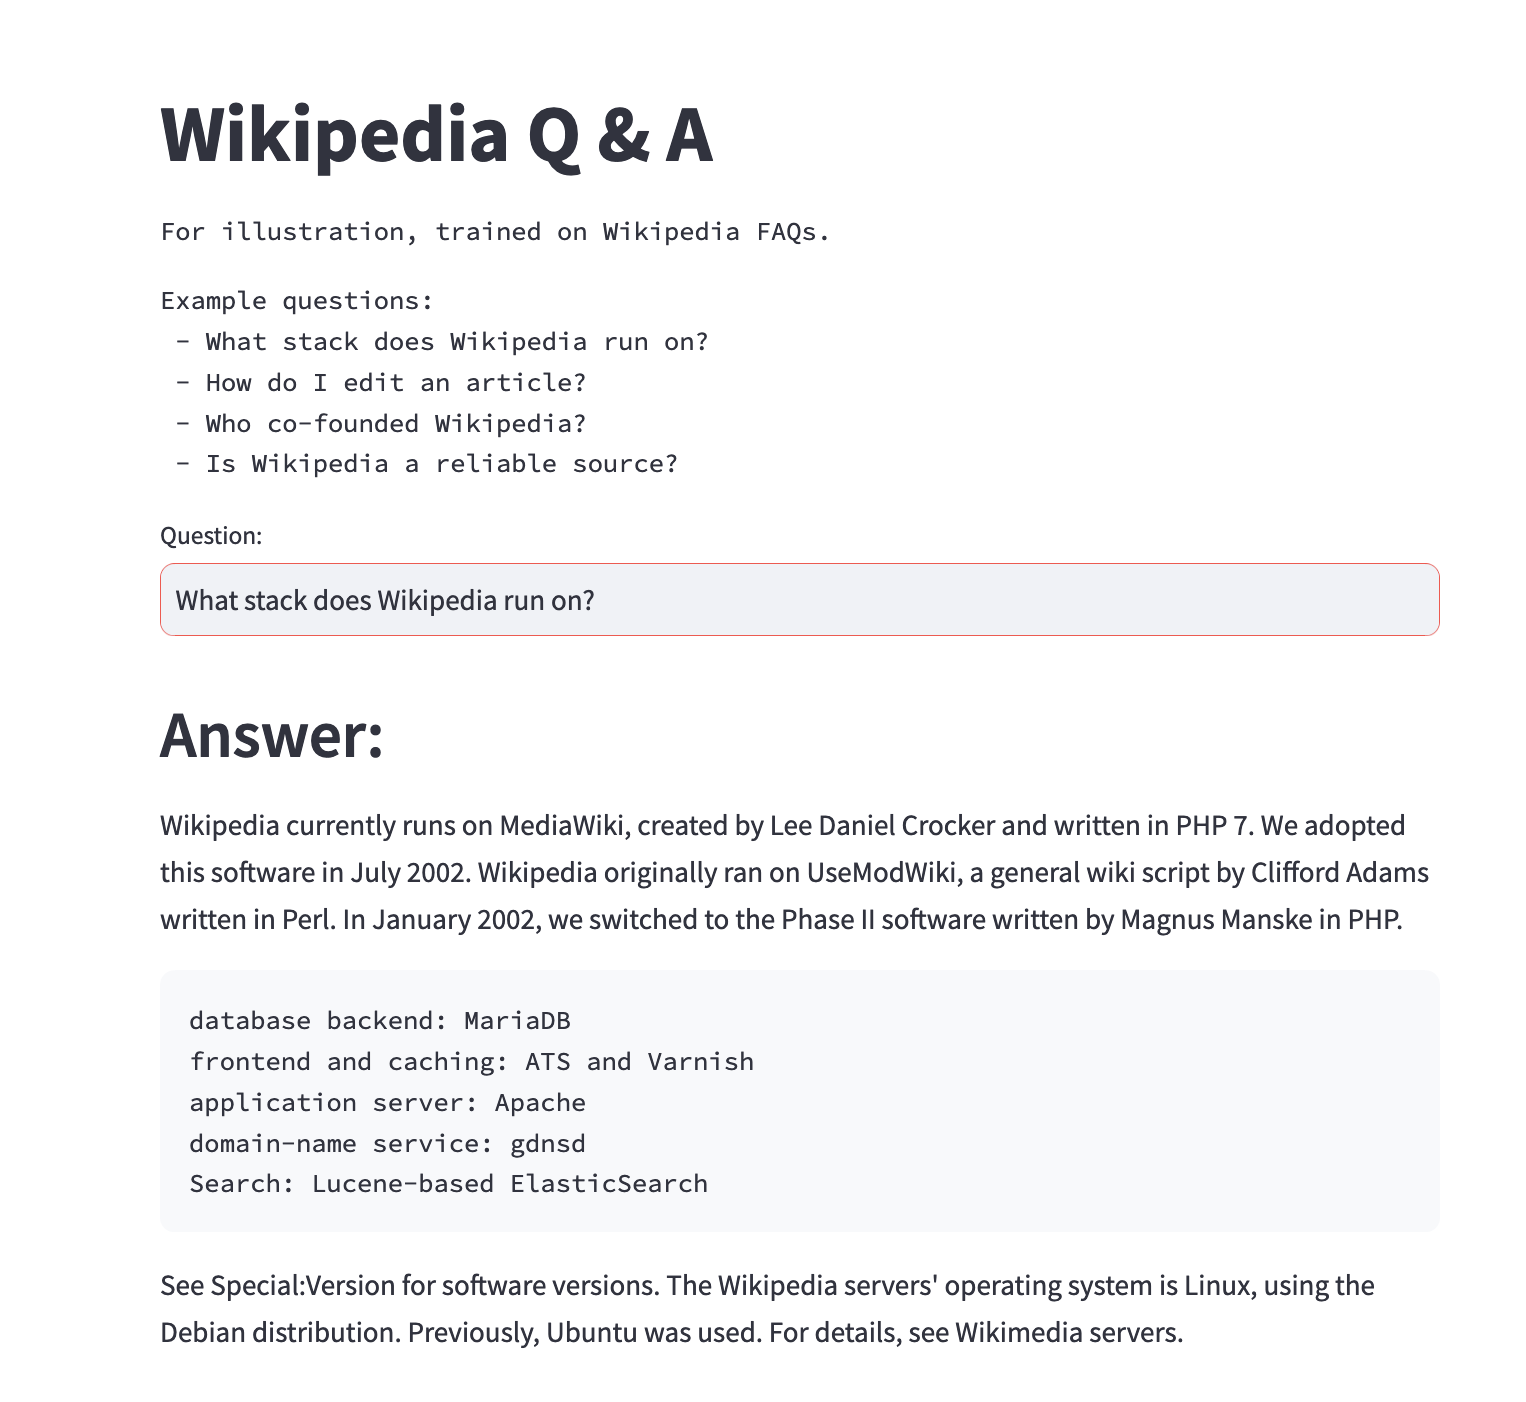 Wikipedia Q & A
For illustration, trained on Wikipedia FAQs.
Example questions:
- What stack does Wikipedia run on?
- How do I edit an article?
- Who co-founded Wikipedia?
- Is Wikipedia a reliable source?
Question:
What stack does Wikipedia run on?
Answer:
Wikipedia currently runs on MediaWiki, created by Lee Daniel Crocker and written in PHP 7. We adopted
this software in July 2002. Wikipedia originally ran on UseModWiki, a general wiki script by Clifford Adams
written in Perl. In January 2002, we switched to the Phase II software written by Magnus Manske in PHP.
database backend: MariaDB
frontend and caching: ATS and Varnish
application server: Apache
domain-name service: gdnsd
Search: Lucene-based ElasticSearch
See Special:Version for software versions. The Wikipedia servers' operating system is Linux, using the
Debian distribution. Previously, Ubuntu was used. For details, see Wikimedia servers.